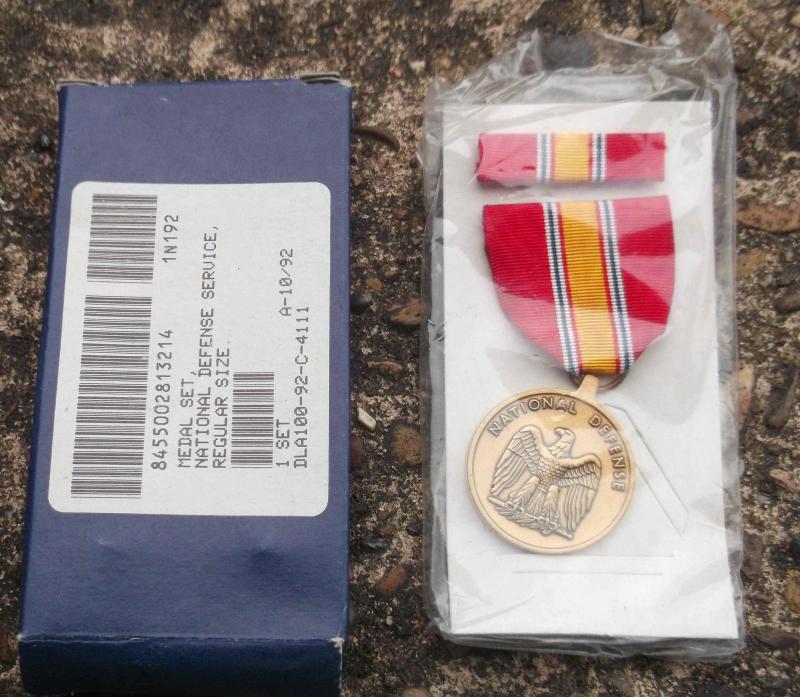 8455002813214 1N192
MEDAL SET,
NATIONAL DEFENSE SERVICE,
REGULAR SIZE.
1 SET A-10/92
DLA100-92-C-4111
NATIONAL DEFENSE